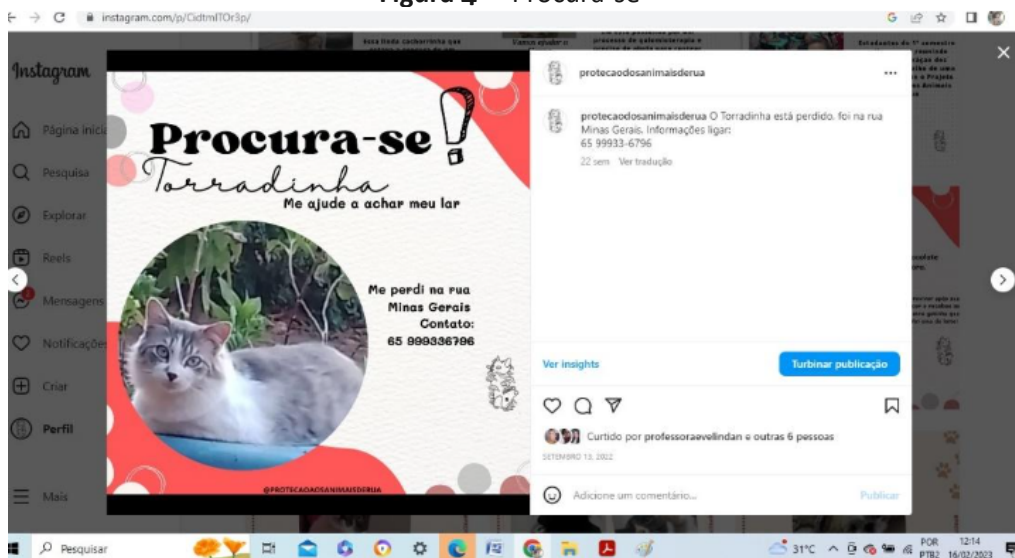 Procura-se
instagram.com/p/CidtmlTOr3p/
Instagram
Página inicia
Pesquisa
Explorar
Reels
Mensagens
Notificações
Criar
Perfil
Mais
Procura-se!
Torradinha
Me ajude a achar meu lar
Me perdi na rua
Minas Gerais
Contato:
65 999336796
@PROTECAOAOSANIMAISDERUA
protecaodosanimaisderua
protecaodosanimaisderua O Torradinha está perdido. foi na rua
Minas Gerais. Informações ligar:
65 99933-6796
22 sem Ver tradução
Ver insights
Turbinar publicação
Curtido por professoraevelindan e outras 6 pessoas
SETEMBRO 13, 2022
Adicione um comentário...
Publicar
Pesquisar
31°C
POR
PTB2
12:14
16/02/2023